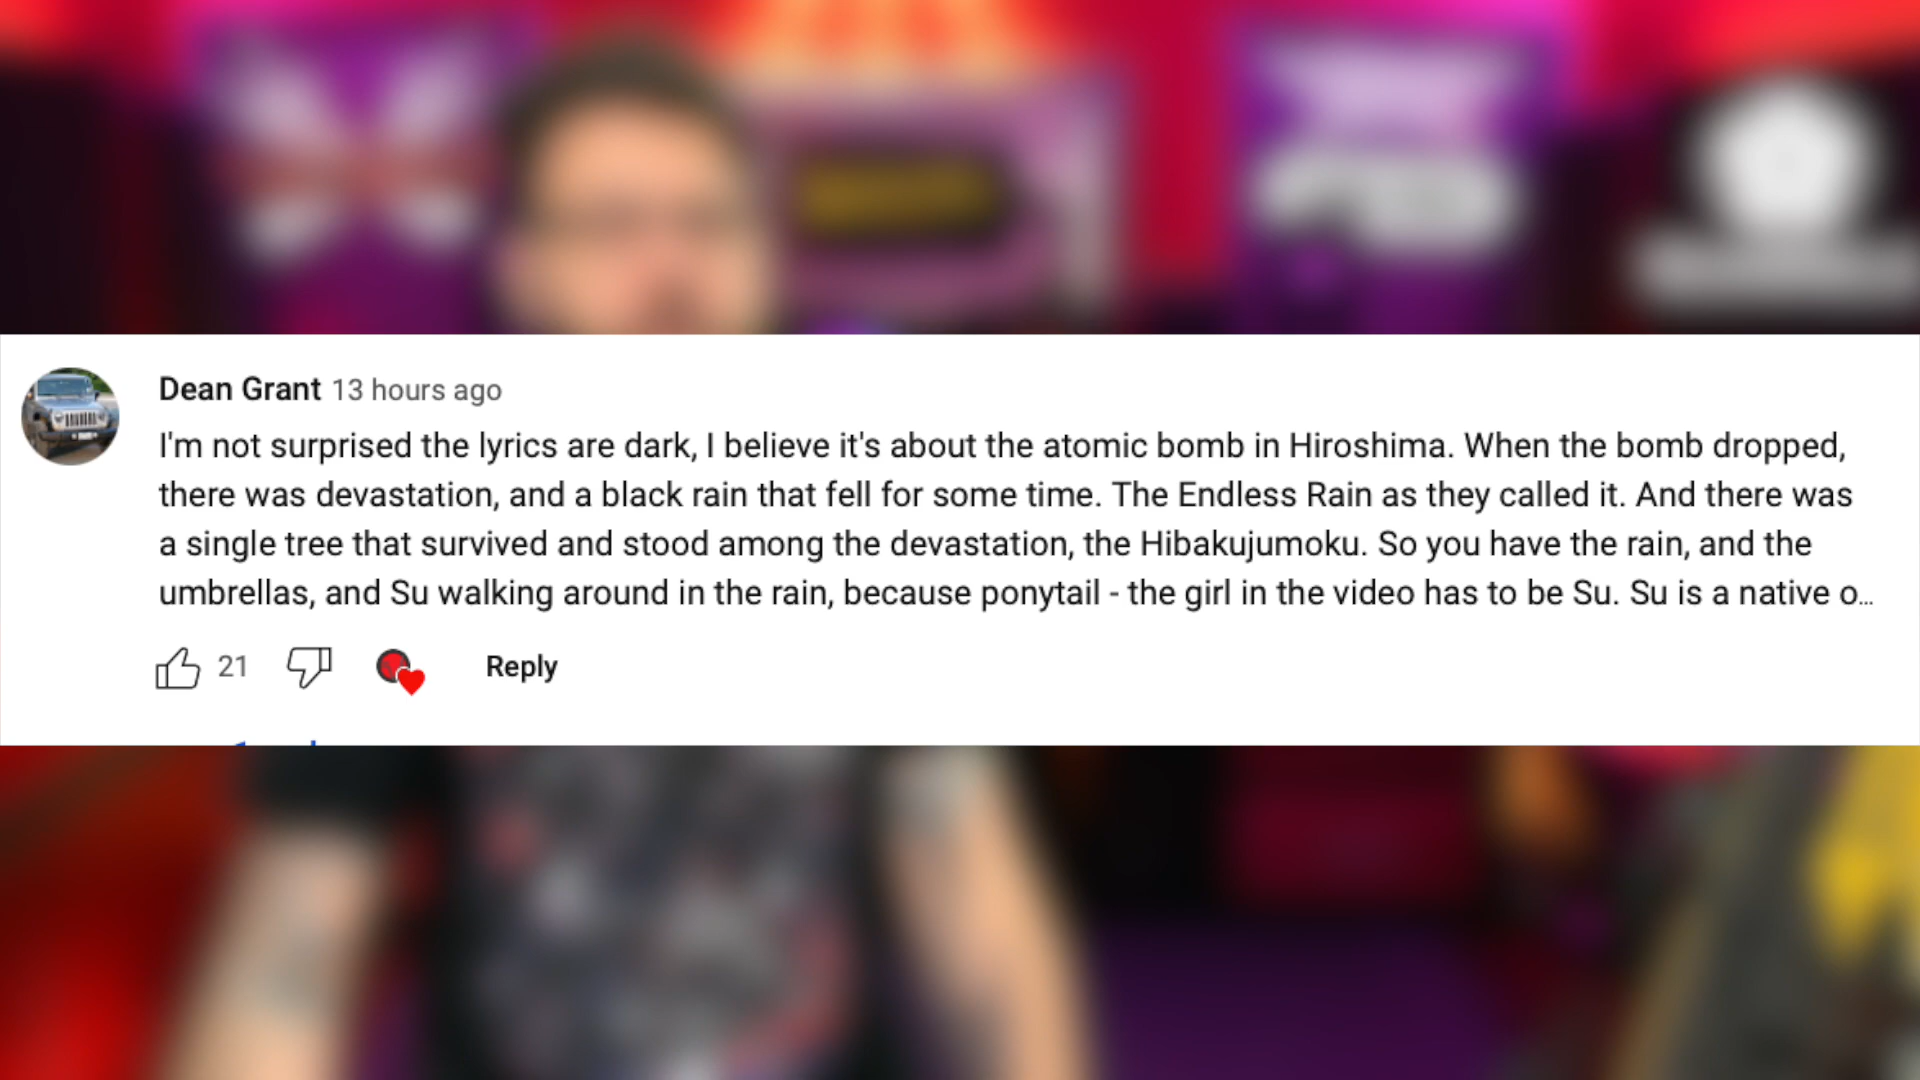 Dean Grant 13 hours ago
I'm not surprised the lyrics are dark, I believe it's about the atomic bomb in Hiroshima. When the bomb dropped,
there was devastation, and a black rain that fell for some time. The Endless Rain as they called it. And there was
a single tree that survived and stood among the devastation, the Hibakujumoku. So you have the rain, and the
umbrellas, and Su walking around in the rain, because ponytail - the girl in the video has to be Su. Su is a native o...
21 Reply